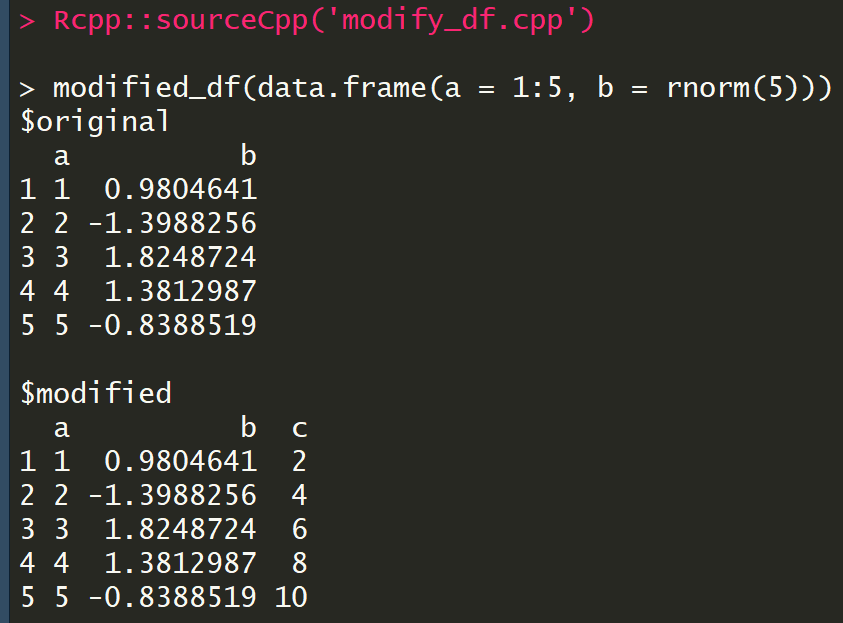 > Rcpp::sourceCpp('modify_df.cpp')

> modified_df(data.frame(a = 1:5, b = rnorm(5)))
$original
  a          b
1 1  0.9804641
2 2 -1.3988256
3 3  1.8248724
4 4  1.3812987
5 5 -0.8388519

$modified
  a          b  c
1 1  0.9804641  2
2 2 -1.3988256  4
3 3  1.8248724  6
4 4  1.3812987  8
5 5 -0.8388519 10